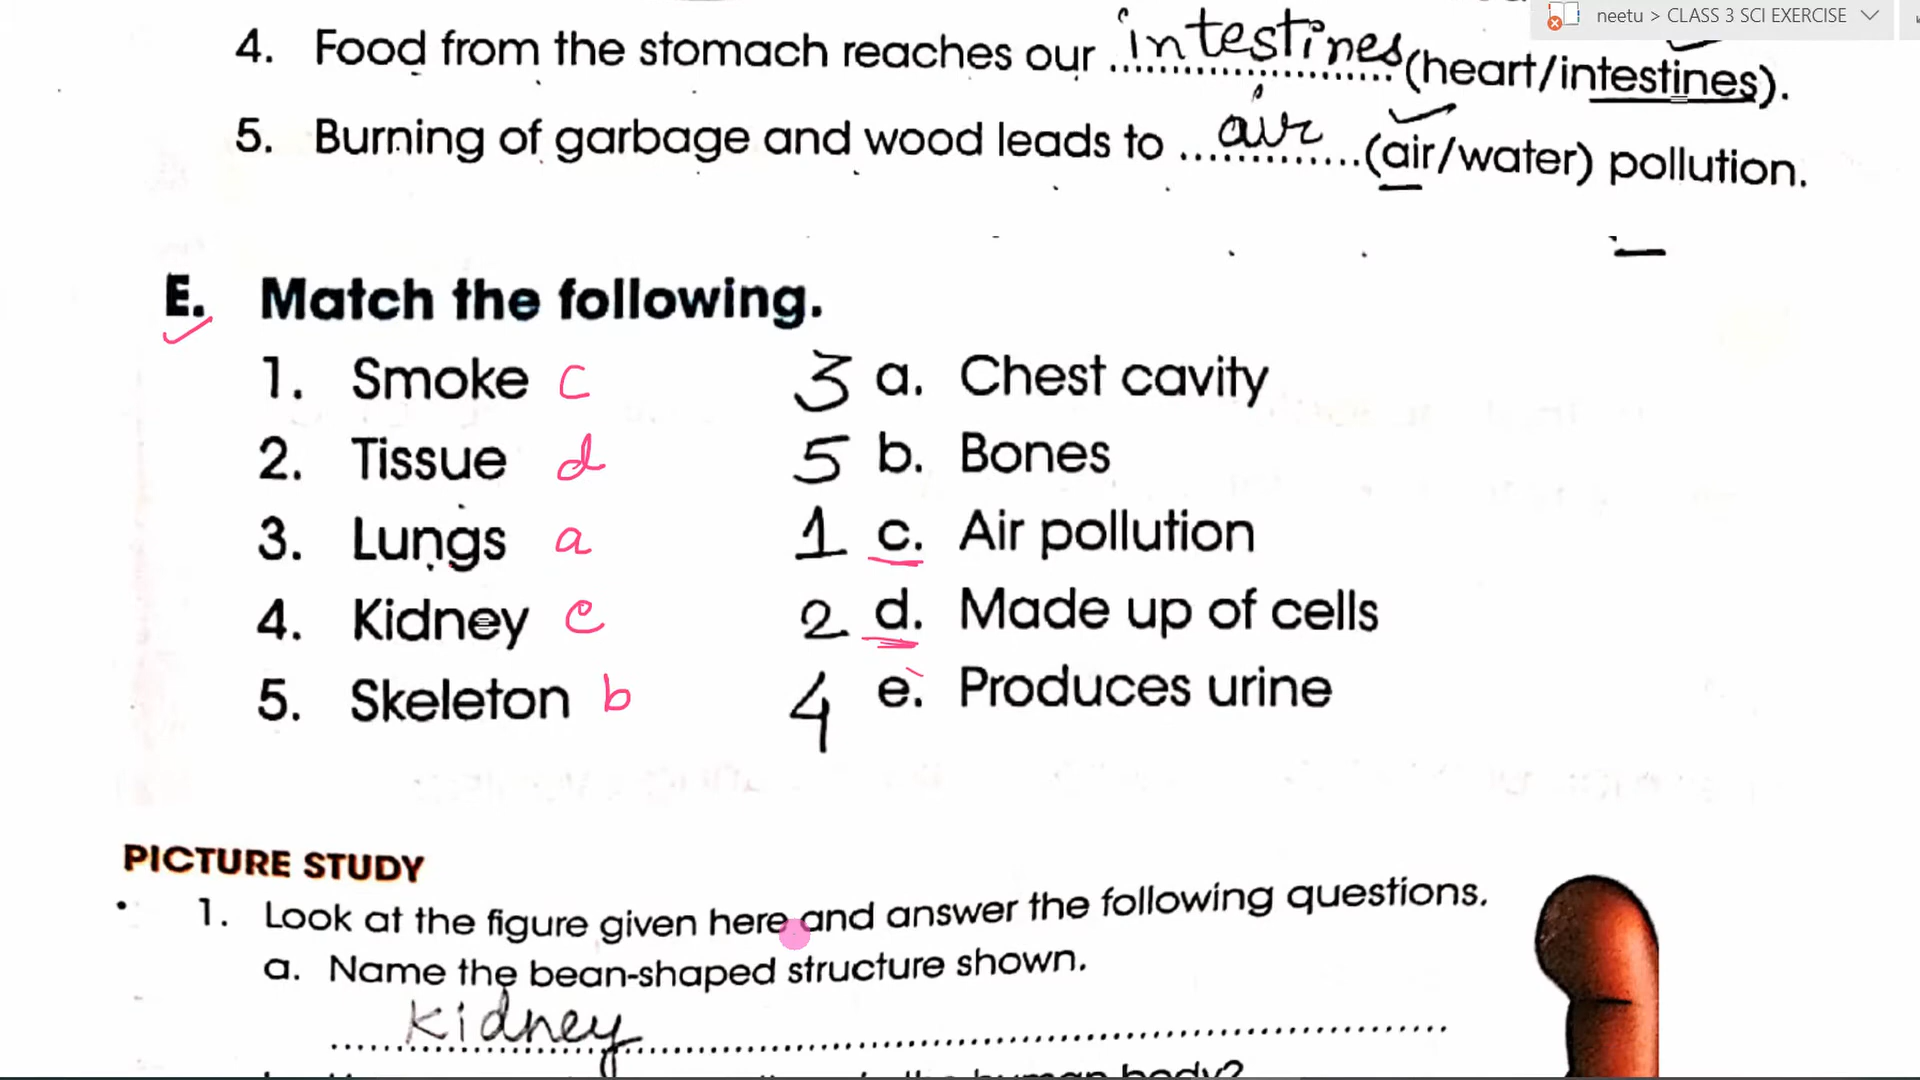 neetu > CLASS 3 SCI EXERCISE
4. Food from the stomach reaches our intestines (heart/intestines).
5. Burning of garbage and wood leads to air (air/water) pollution.
E. Match the following.
1. Smoke c 3 a. Chest cavity
2. Tissue d 5 b. Bones
3. Lungs a 1 c. Air pollution
4. Kidney e 2 d. Made up of cells
5. Skeleton b 4 e. Produces urine
PICTURE STUDY
1. Look at the figure given here and answer the following questions.
a. Name the bean-shaped structure shown.
kidney
human body?